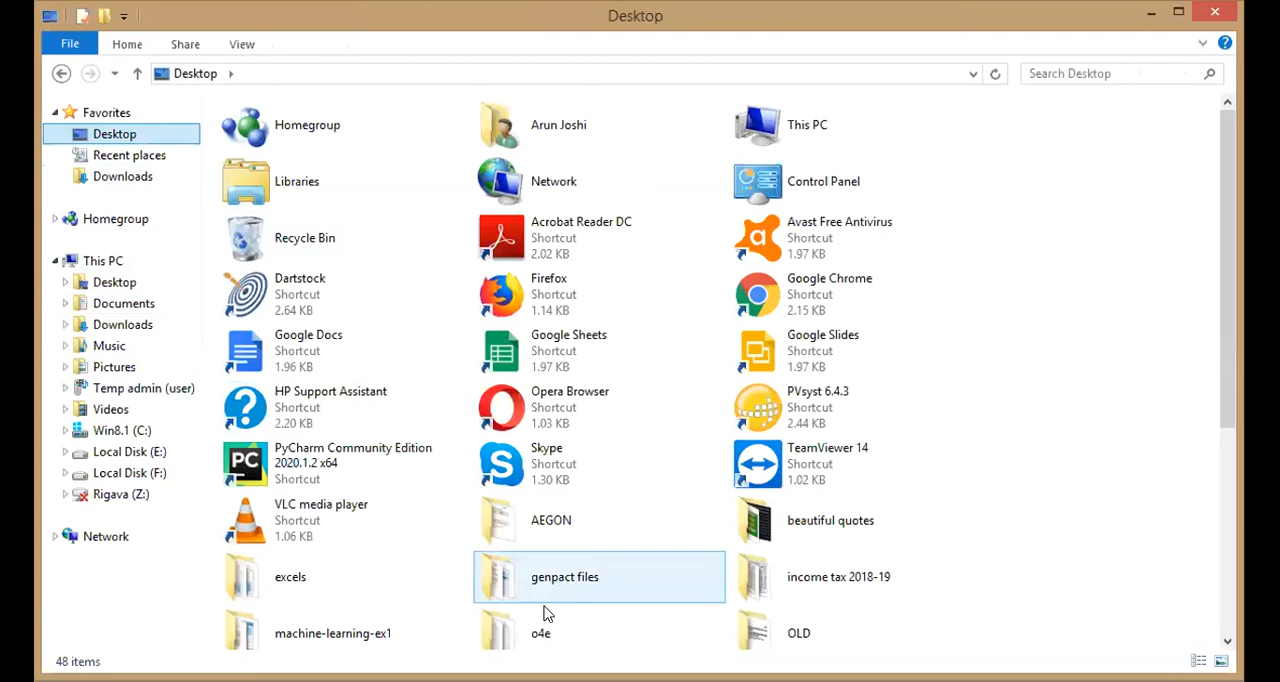 Desktop
File Home Share View
Desktop
Search Desktop
Favorites
Desktop
Recent places
Downloads
Homegroup
This PC
Desktop
Documents
Downloads
Music
Pictures
Temp admin (user)
Videos
Win8.1 (C:)
Local Disk (E:)
Local Disk (F:)
Rigava (Z:)
Network
Homegroup
Arun Joshi
This PC
Libraries
Network
Control Panel
Recycle Bin
Acrobat Reader DC
Shortcut
2.02 KB
Avast Free Antivirus
Shortcut
1.97 KB
Dartstock
Shortcut
2.64 KB
Firefox
Shortcut
1.14 KB
Google Chrome
Shortcut
2.15 KB
Google Docs
Shortcut
1.96 KB
Google Sheets
Shortcut
1.97 KB
Google Slides
Shortcut
1.97 KB
HP Support Assistant
Shortcut
2.20 KB
Opera Browser
Shortcut
1.03 KB
PVsyst 6.4.3
Shortcut
2.44 KB
PC
PyCharm Community Edition
2020.1.2 x64
Shortcut
Skype
Shortcut
1.30 KB
TeamViewer 14
Shortcut
1.02 KB
VLC media player
Shortcut
1.06 KB
AEGON
beautiful quotes
excels
genpact files
income tax 2018-19
machine-learning-ex1
o4e
OLD
48 items